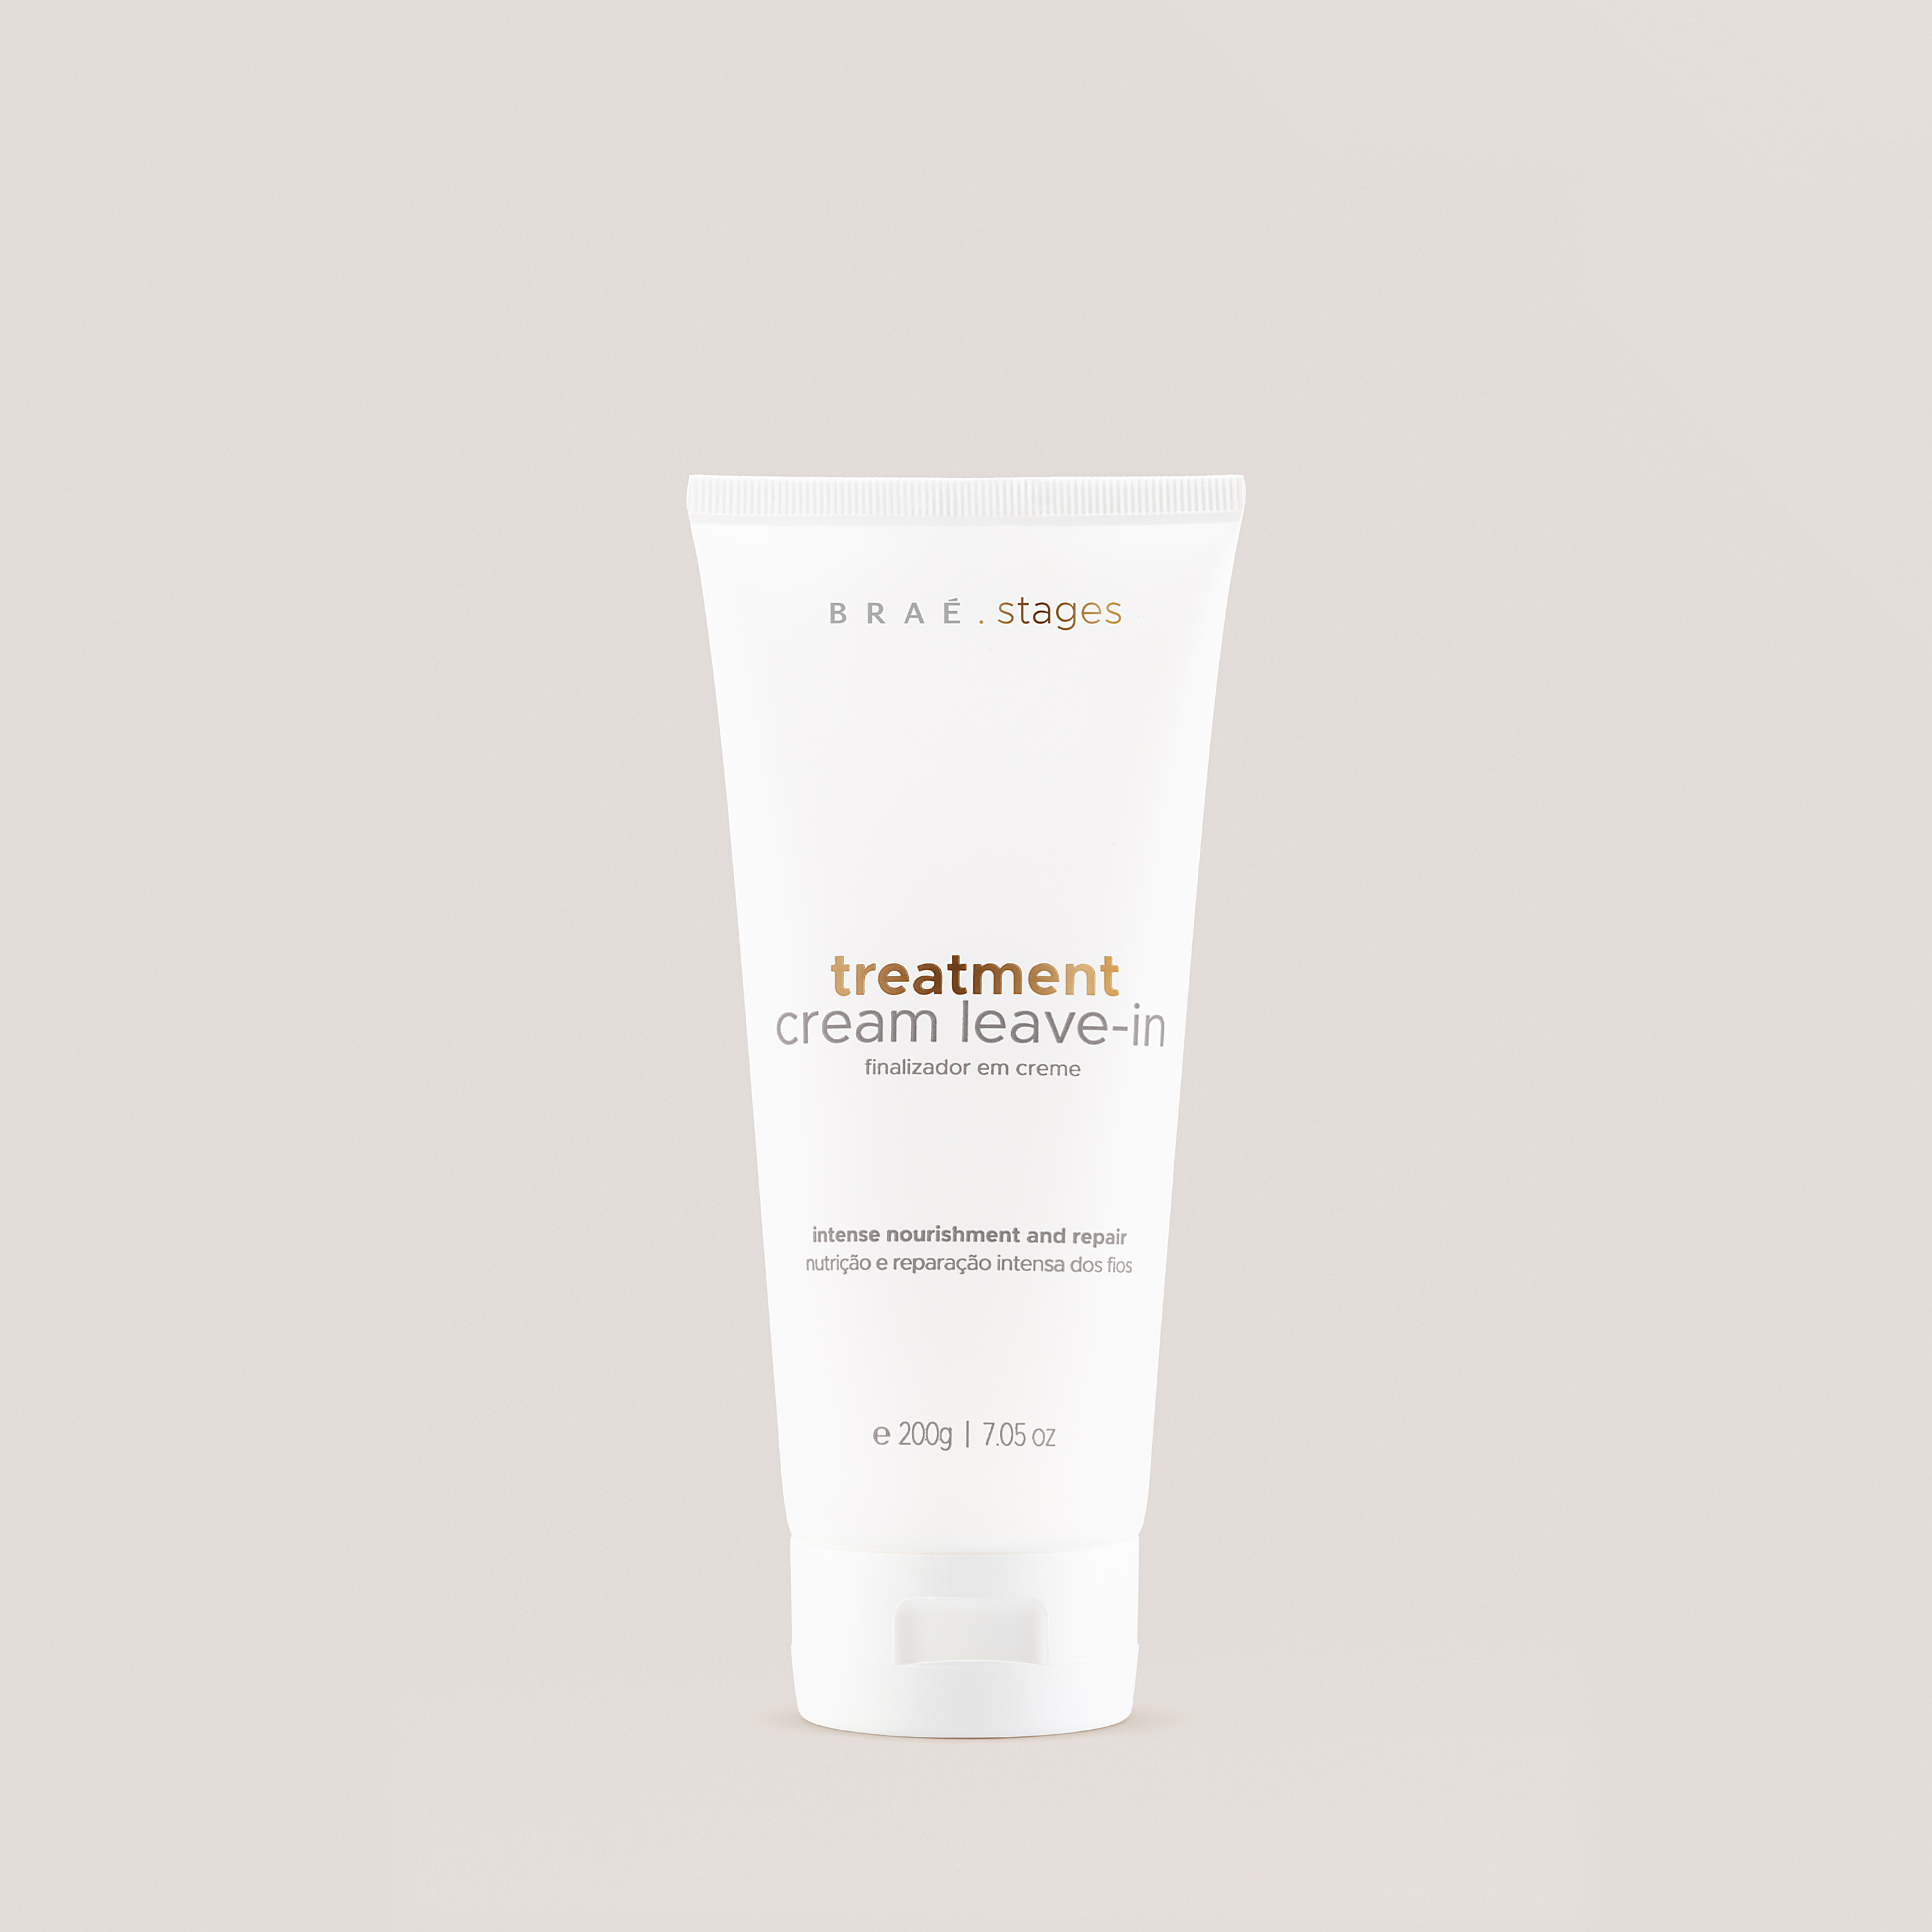 BRAÉ.stages
treatment
cream leave-in
finalizador em creme
intense nourishment and repair
nutrição e reparação intensa dos fios
e 200g | 7.05 oz